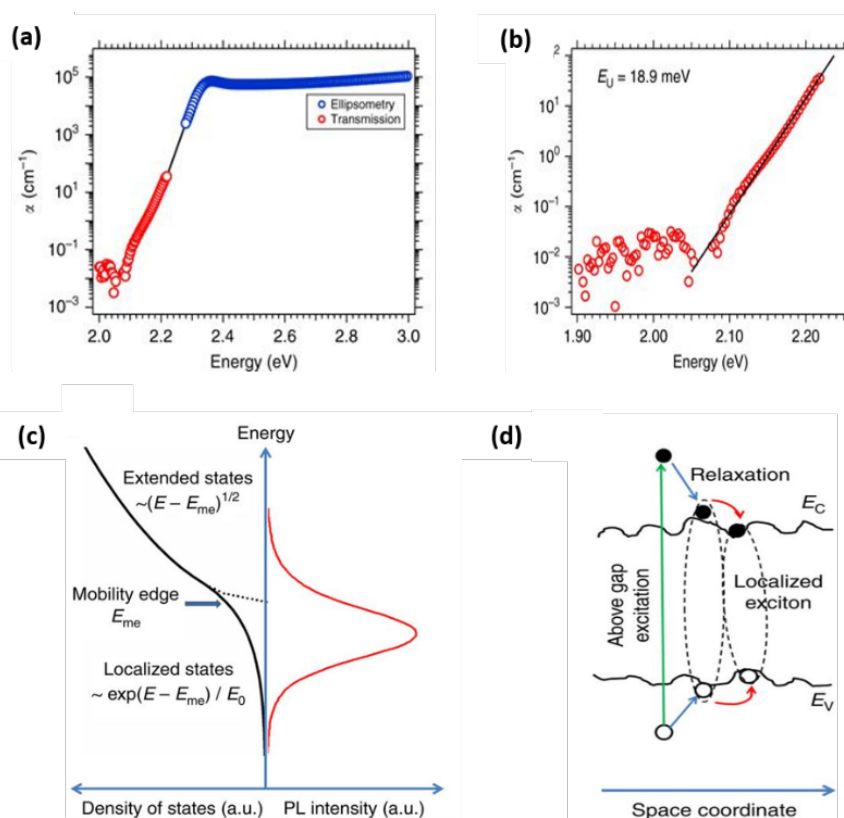 (a)
10⁵
10³
10¹
10⁻¹
10⁻³
α (cm⁻¹)
Ellipsometry
Transmission
2.0 2.2 2.4 2.6 2.8 3.0
Energy (eV)
(b)
2
10¹
10⁰
10⁻¹
10⁻²
10⁻³
α (cm⁻¹)
E_U = 18.9 meV
1.90 2.00 2.10 2.20
Energy (eV)
(c)
Energy
Extended states
~(E – E_me)^1/2
Mobility edge
E_me
Localized states
~ exp(E – E_me) / E₀
Density of states (a.u.) PL intensity (a.u.)
(d)
Relaxation
E_C
Above gap
excitation
Localized
exciton
E_V
Space coordinate